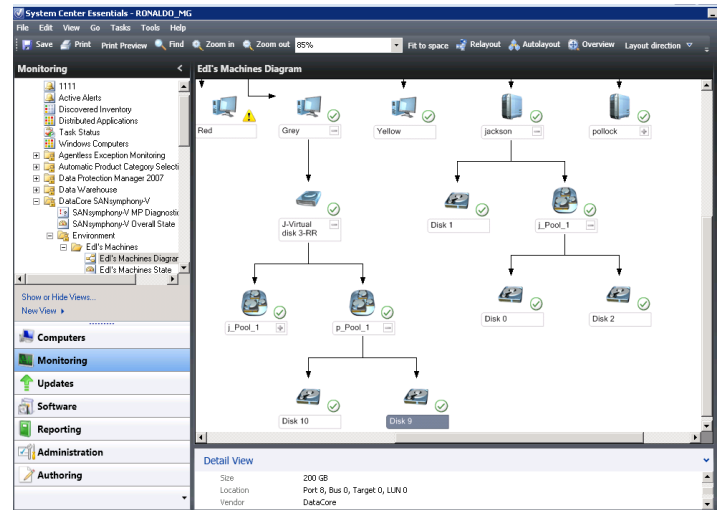 System Center Essentials - RONALDO_MG
File Edit View Go Tasks Tools Help
Save Print Print Preview Find Zoom in Zoom out 85% Fit to space Relayout Autolayout Overview Layout direction
Monitoring
1111
Active Alerts
Discovered Inventory
Distributed Applications
Task Status
Windows Computers
Agentless Exception Monitoring
Automatic Product Category Selecti
Data Protection Manager 2007
Data Warehouse
DataCore SANsymphony-V
SANsymphony-V MP Diagnostic
SANsymphony-V Overall State
Environment
Edl's Machines
Edl's Machines Diagrar
Edl's Machines State
Show or Hide Views...
New View
Computers
Monitoring
Updates
Software
Reporting
Administration
Authoring
Edl's Machines Diagram
Red
Grey
Yellow
jackson
pollock
J-Virtual
disk 3-RR
Disk 1
j_Pool_1
j_Pool_1
p_Pool_1
Disk 0
Disk 2
Disk 10
Disk 9
Detail View
Size 200 GB
Location Port 8, Bus 0, Target 0, LUN 0
Vendor DataCore